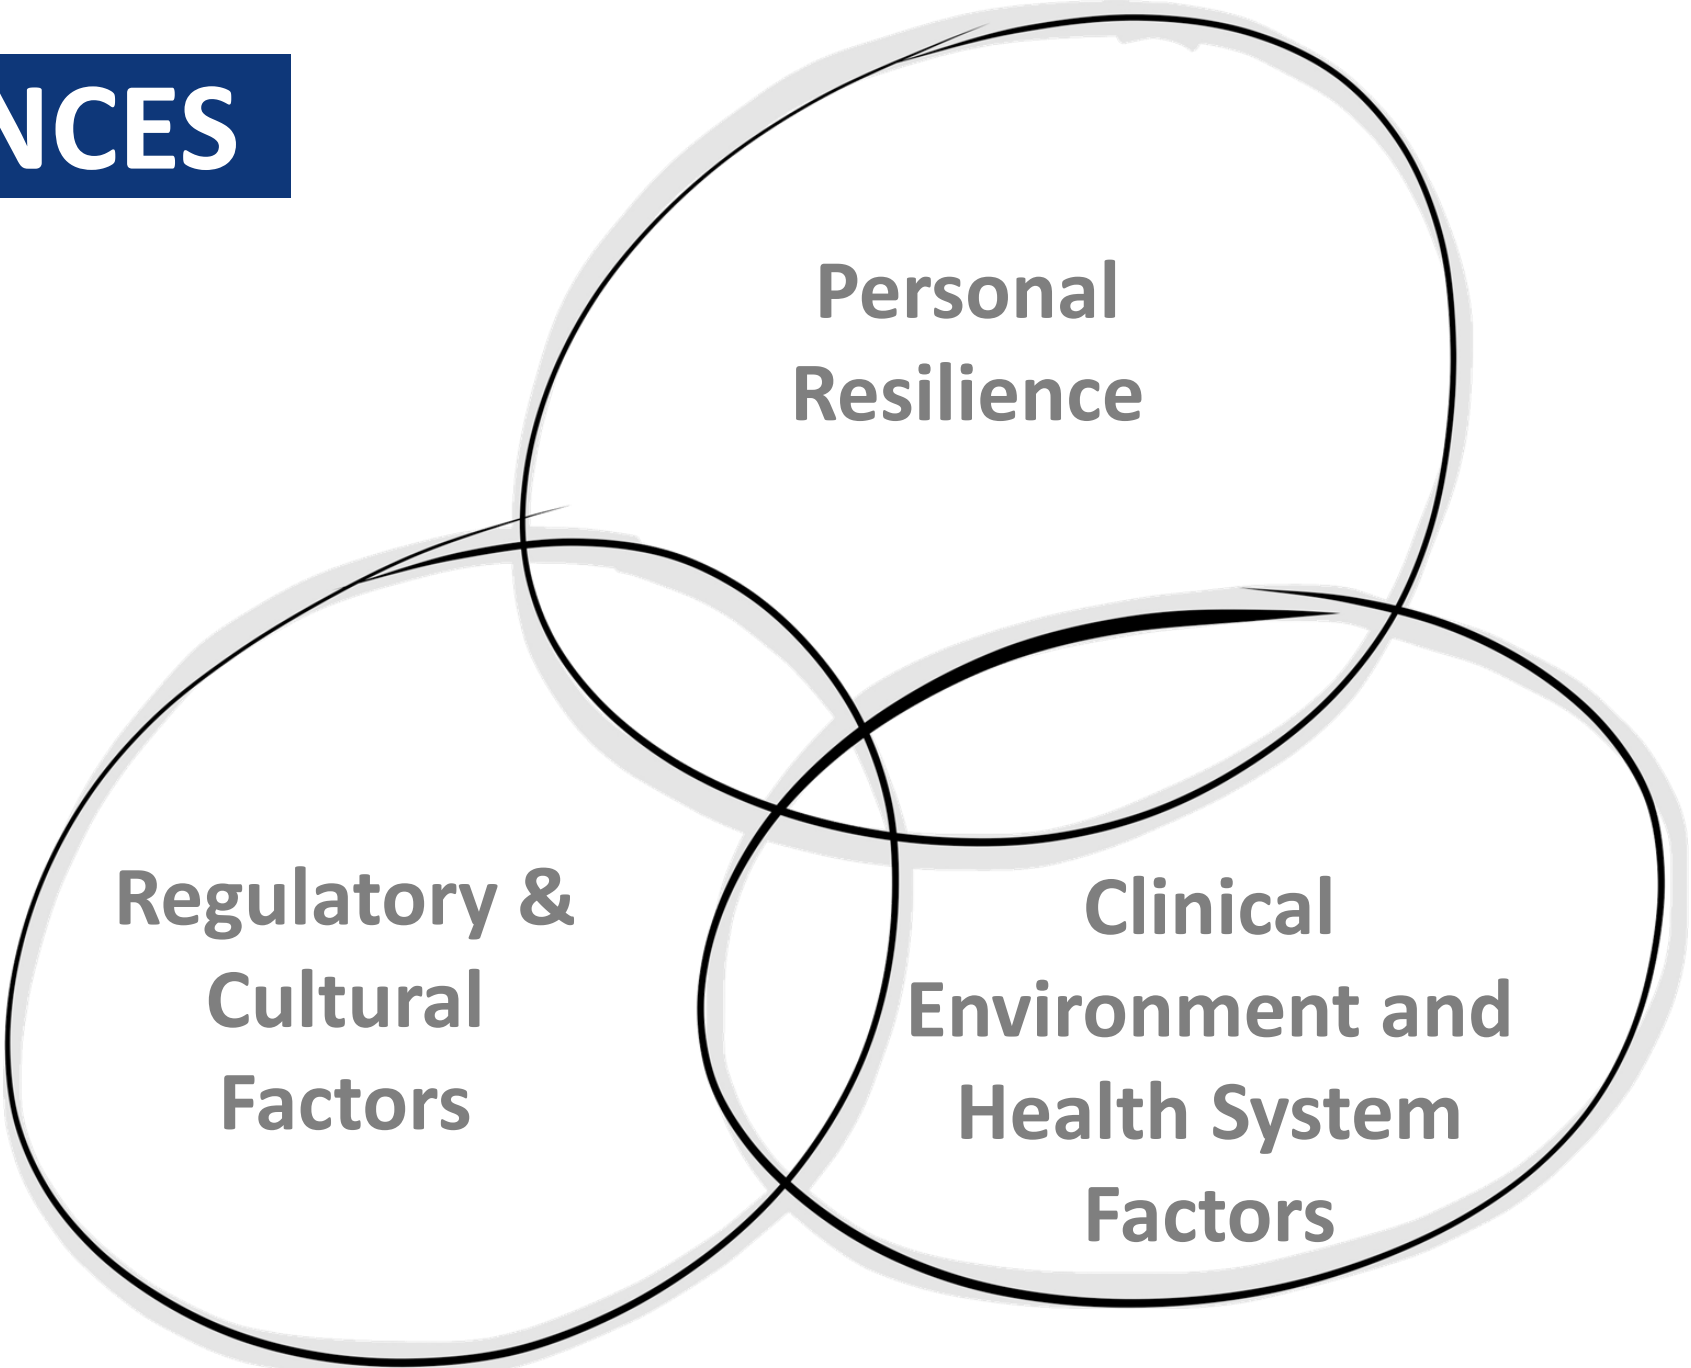 NCES
Personal
Resilience
Regulatory &
Cultural
Factors
Clinical
Environment and
Health System
Factors